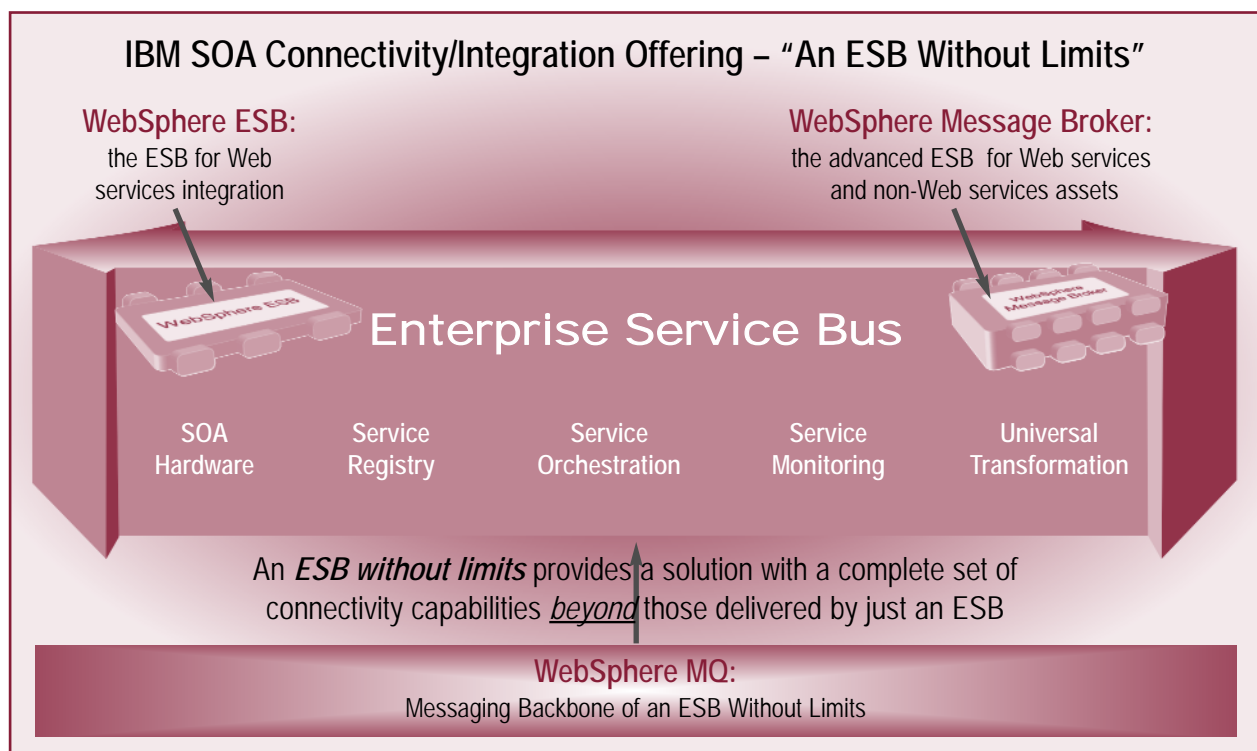 IBM SOA Connectivity/Integration Offering – “An ESB Without Limits”
WebSphere ESB:
the ESB for Web
services integration
WebSphere Message Broker:
the advanced ESB for Web services
and non-Web services assets
WebSphere ESB
WebSphere
Message Broker
Enterprise Service Bus
SOA
Hardware
Service
Registry
Service
Orchestration
Service
Monitoring
Universal
Transformation
An ESB without limits provides a solution with a complete set of
connectivity capabilities beyond those delivered by just an ESB
WebSphere MQ:
Messaging Backbone of an ESB Without Limits